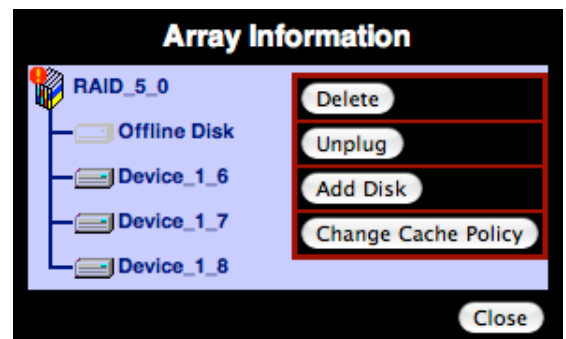 Array Information
RAID_5_0
Offline Disk
Device_1_6
Device_1_7
Device_1_8
Delete
Unplug
Add Disk
Change Cache Policy
Close